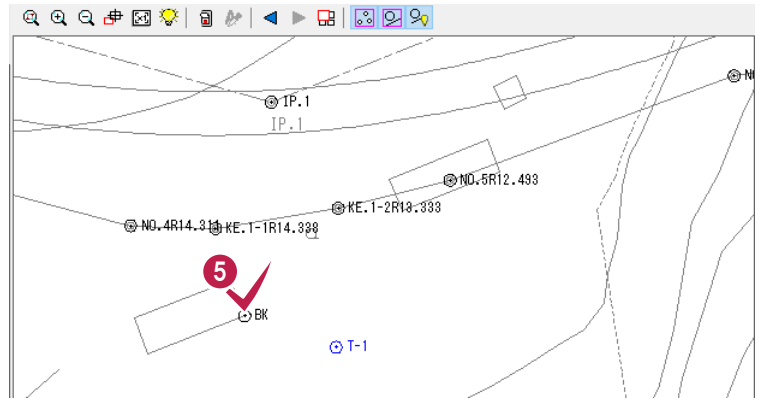 IP.1
IP.1
NO.5R12.493
KE.1-2R13.333
NO.4R14.311
KE.1-1R14.338
5
BK
T-1